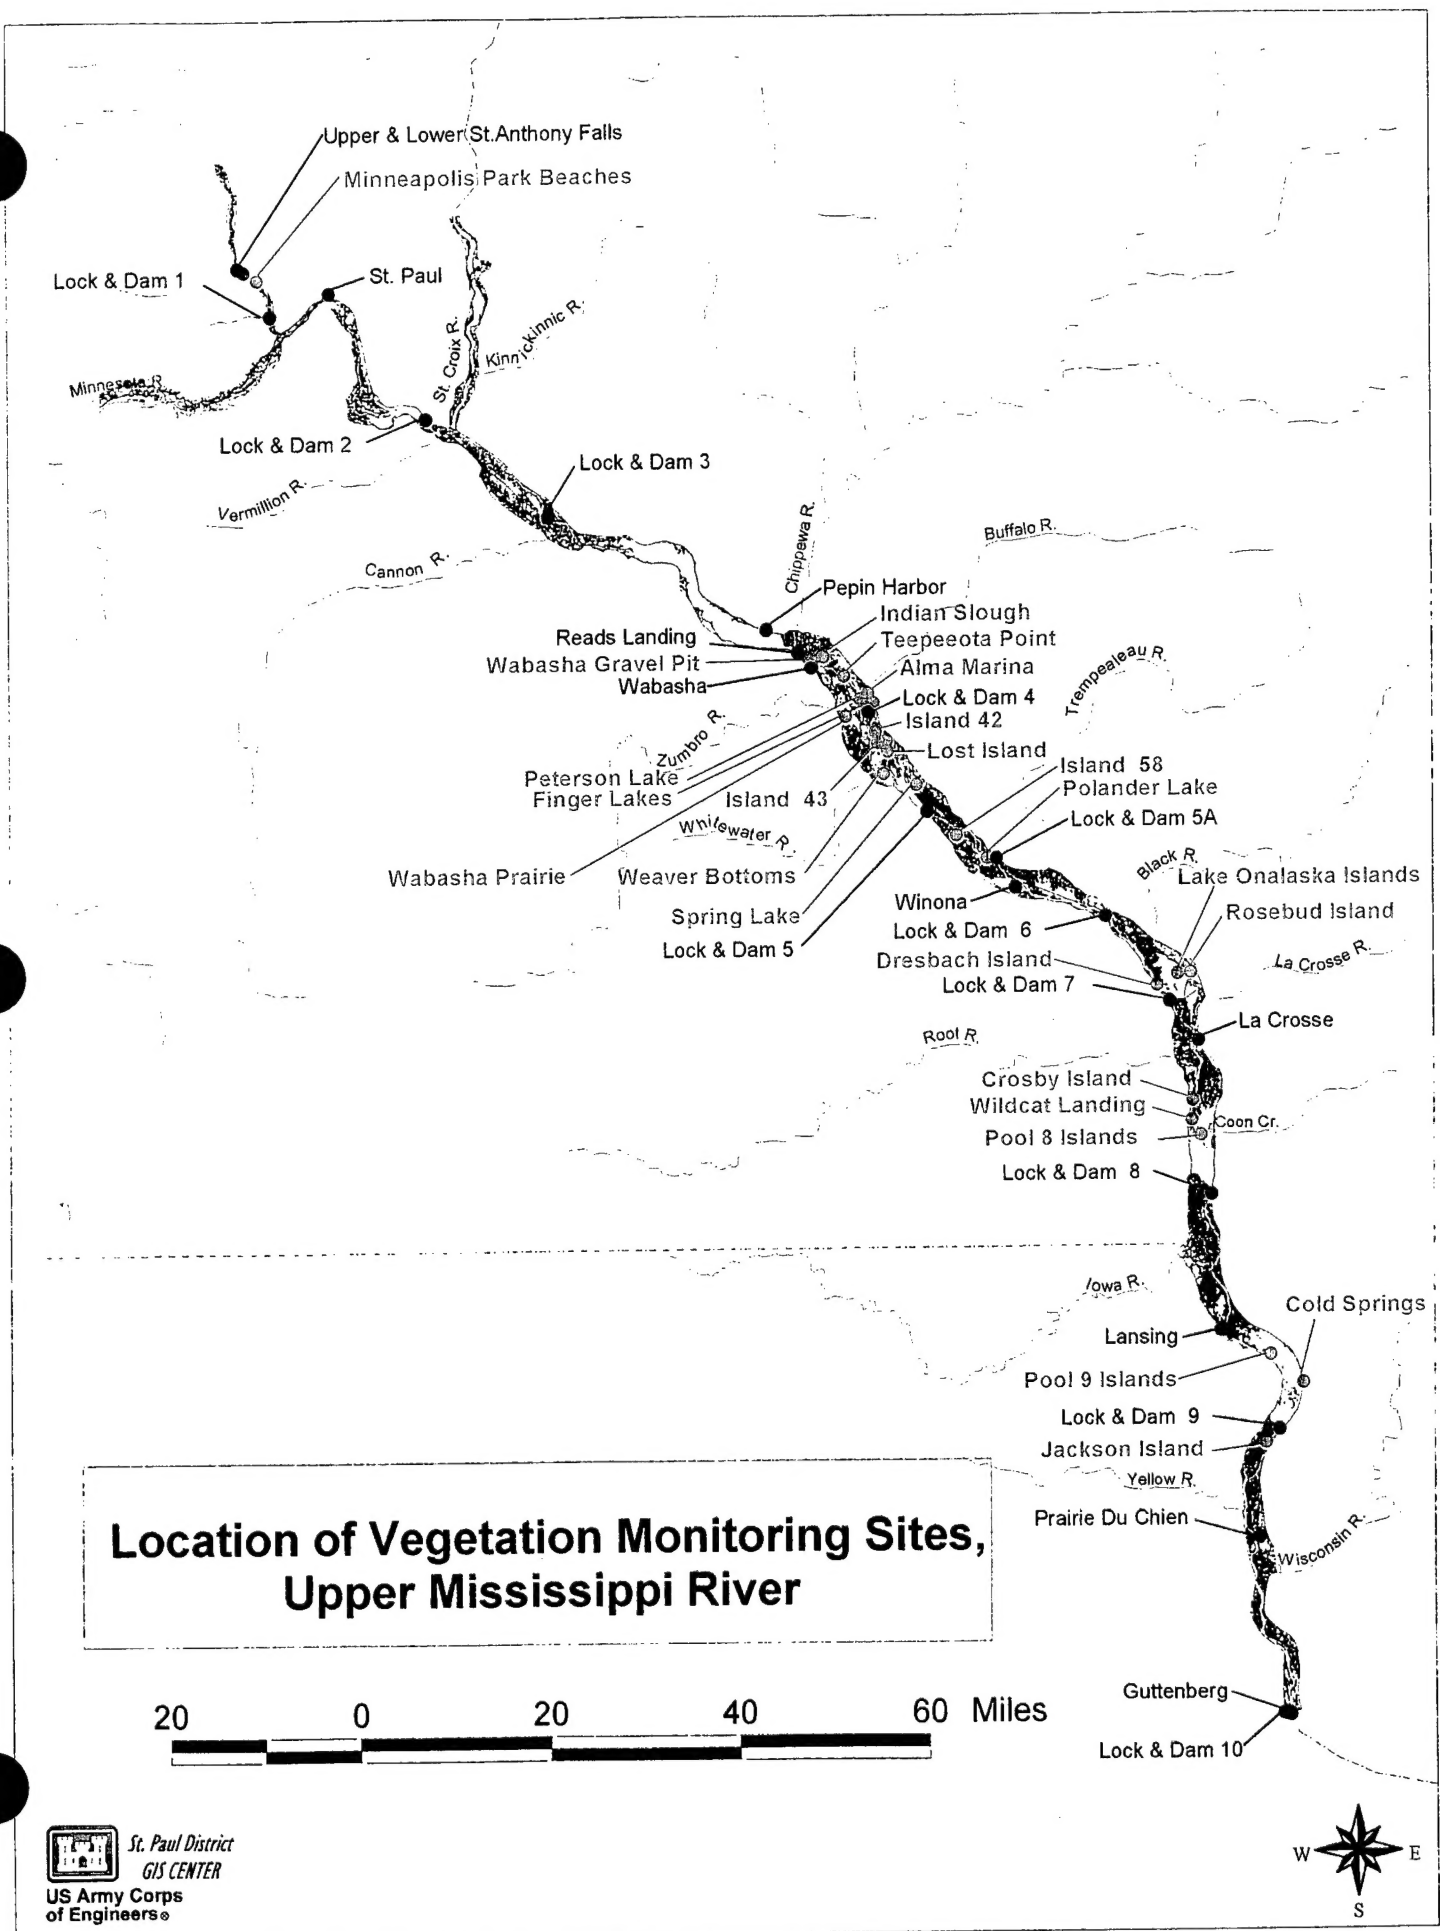 Upper & Lower St.Anthony Falls
Minneapolis Park Beaches
Lock & Dam 1
St. Paul
St. Croix R.
Kinnickinnic R.
Minnesota R.
Lock & Dam 2
Lock & Dam 3
Vermillion R.
Chippewa R.
Buffalo R.
Cannon R.
Pepin Harbor
Indian Slough
Reads Landing
Teepeeota Point
Wabasha Gravel Pit
Alma Marina
Wabasha
Trempealeau R.
Lock & Dam 4
Island 42
Zumbro R.
Lost Island
Peterson Lake
Island 58
Finger Lakes
Island 43
Polander Lake
Whitewater R.
Lock & Dam 5A
Black R.
Wabasha Prairie
Weaver Bottoms
Lake Onalaska Islands
Winona
Spring Lake
Rosebud Island
Lock & Dam 6
Lock & Dam 5
Dresbach Island
La Crosse R.
Lock & Dam 7
La Crosse
Root R.
Crosby Island
Wildcat Landing
Coon Cr.
Pool 8 Islands
Lock & Dam 8
Iowa R.
Cold Springs
Lansing
Pool 9 Islands
Lock & Dam 9
Jackson Island
Yellow R.
Prairie Du Chien
Wisconsin R.
Location of Vegetation Monitoring Sites,
Upper Mississippi River
Guttenberg
20 0 20 40 60 Miles
Lock & Dam 10
St. Paul District
GIS CENTER
US Army Corps
of Engineers®
W E
S